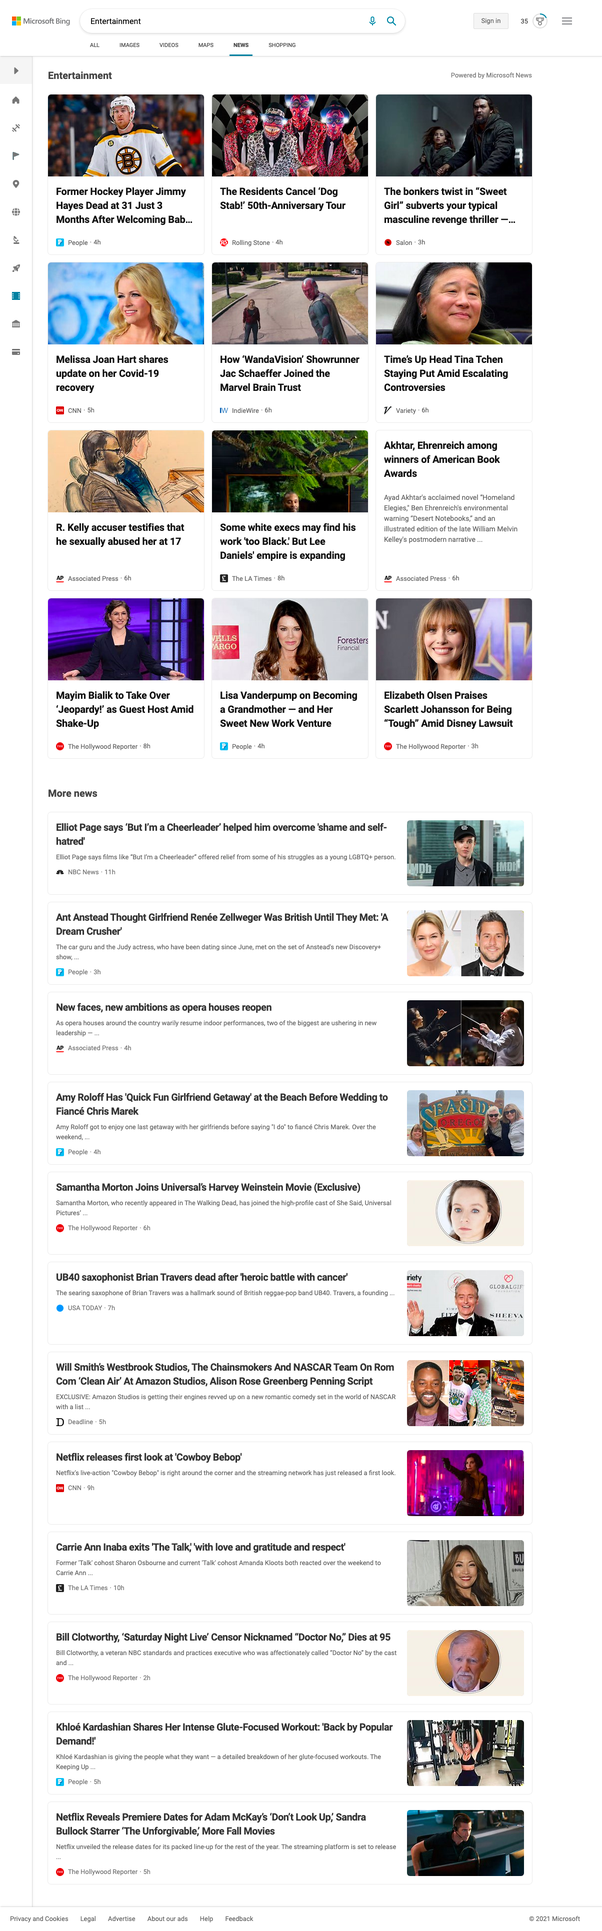 Microsoft Bing
Entertainment
Sign in
35
ALL IMAGES VIDEOS MAPS NEWS SHOPPING
Entertainment
Powered by Microsoft News
Former Hockey Player Jimmy
Hayes Dead at 31 Just 3
Months After Welcoming Bab...
People · 4h
The Residents Cancel ‘Dog
Stab!’ 50th-Anniversary Tour
Rolling Stone · 4h
The bonkers twist in “Sweet
Girl” subverts your typical
masculine revenge thriller —...
Salon · 3h
Melissa Joan Hart shares
update on her Covid-19
recovery
CNN · 5h
How ‘WandaVision’ Showrunner
Jac Schaeffer Joined the
Marvel Brain Trust
IndieWire · 6h
Time’s Up Head Tina Tchen
Staying Put Amid Escalating
Controversies
Variety · 6h
R. Kelly accuser testifies that
he sexually abused her at 17
Associated Press · 6h
Some white execs may find his
work 'too Black.' But Lee
Daniels' empire is expanding
The LA Times · 8h
Akhtar, Ehrenreich among
winners of American Book
Awards
Ayad Akhtar's acclaimed novel “Homeland
Elegies," Ben Ehrenreich's environmental
warning “Desert Notebooks,” and an
illustrated edition of the late William Melvin
Kelley's postmodern narrative ...
Associated Press · 6h
WELLS
FARGO
Foresters
Financial
Mayim Bialik to Take Over
‘Jeopardy!’ as Guest Host Amid
Shake-Up
The Hollywood Reporter · 8h
Lisa Vanderpump on Becoming
a Grandmother — and Her
Sweet New Work Venture
People · 4h
Elizabeth Olsen Praises
Scarlett Johansson for Being
“Tough” Amid Disney Lawsuit
The Hollywood Reporter · 3h
More news
Elliot Page says ‘But I’m a Cheerleader’ helped him overcome 'shame and self-
hatred'
Elliot Page says films like “But I'm a Cheerleader” offered relief from some of his struggles as a young LGBTQ+ person.
NBC News · 11h
IMDb
IMDb
Ant Anstead Thought Girlfriend Renée Zellweger Was British Until They Met: 'A
Dream Crusher'
The car guru and the Judy actress, who have been dating since June, met on the set of Anstead's new Discovery+
show, ...
People · 3h
New faces, new ambitions as opera houses reopen
As opera houses around the country warily resume indoor performances, two of the biggest are ushering in new
leadership — ...
Associated Press · 4h
Amy Roloff Has 'Quick Fun Girlfriend Getaway' at the Beach Before Wedding to
Fiancé Chris Marek
Amy Roloff got to enjoy one last getaway with her girlfriends before saying "I do" to fiancé Chris Marek. Over the
weekend, ...
People · 4h
Samantha Morton Joins Universal’s Harvey Weinstein Movie (Exclusive)
Samantha Morton, who recently appeared in The Walking Dead, has joined the high-profile cast of She Said, Universal
Pictures’ ...
The Hollywood Reporter · 6h
UB40 saxophonist Brian Travers dead after 'heroic battle with cancer'
The searing saxophone of Brian Travers was a hallmark sound of British reggae-pop band UB40. Travers, a founding ...
USA TODAY · 7h
Will Smith’s Westbrook Studios, The Chainsmokers And NASCAR Team On Rom
Com ‘Clean Air’ At Amazon Studios, Alison Rose Greenberg Penning Script
EXCLUSIVE: Amazon Studios is getting their engines revved up on a new romantic comedy set in the world of NASCAR
with a list ...
Deadline · 5h
Netflix releases first look at 'Cowboy Bebop'
Netflix's live-action "Cowboy Bebop" is right around the corner and the streaming network has just released a first look.
CNN · 9h
Carrie Ann Inaba exits 'The Talk,' 'with love and gratitude and respect'
Former 'Talk' cohost Sharon Osbourne and current 'Talk' cohost Amanda Kloots both reacted over the weekend to
Carrie Ann ...
The LA Times · 10h
Bill Clotworthy, ‘Saturday Night Live’ Censor Nicknamed “Doctor No,” Dies at 95
Bill Clotworthy, a veteran NBC standards and practices executive who was affectionately called “Doctor No” by the cast
and ...
The Hollywood Reporter · 2h
Khloé Kardashian Shares Her Intense Glute-Focused Workout: 'Back by Popular
Demand!'
Khloé Kardashian is giving the people what they want — a detailed breakdown of her glute-focused workouts. The
Keeping Up ...
People · 5h
Netflix Reveals Premiere Dates for Adam McKay’s ‘Don’t Look Up,’ Sandra
Bullock Starrer ‘The Unforgivable,’ More Fall Movies
Netflix unveiled the release dates for its packed line-up for the rest of the year. The streaming platform is set to release
...
The Hollywood Reporter · 5h
Privacy and Cookies Legal Advertise About our ads Help Feedback
© 2021 Microsoft